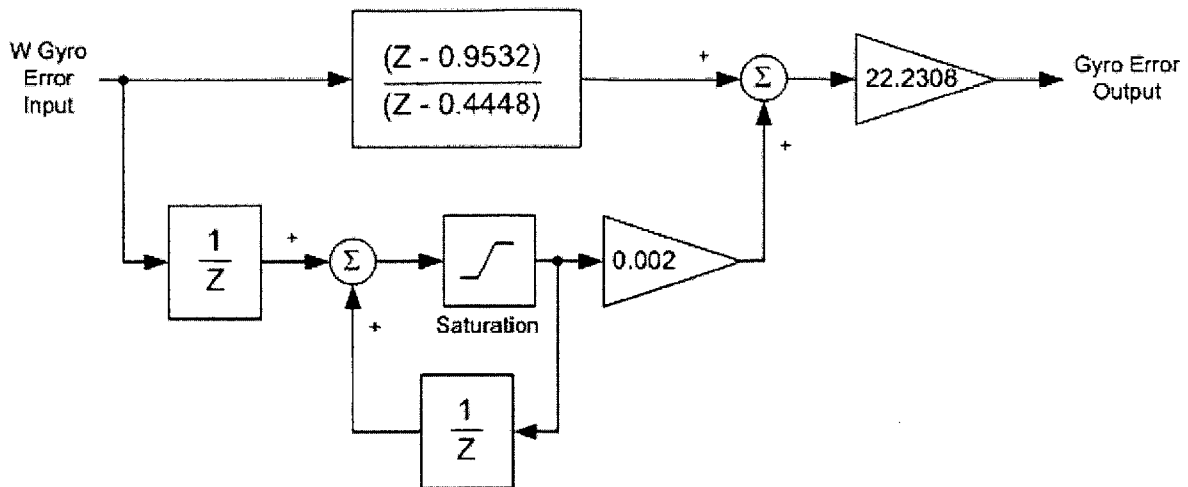 W Gyro
Error
Input
(Z - 0.9532)
(Z - 0.4448)
+
Σ
22.2308
Gyro Error
Output
+
1
Z
+
Σ
+
Saturation
0.002
1
Z